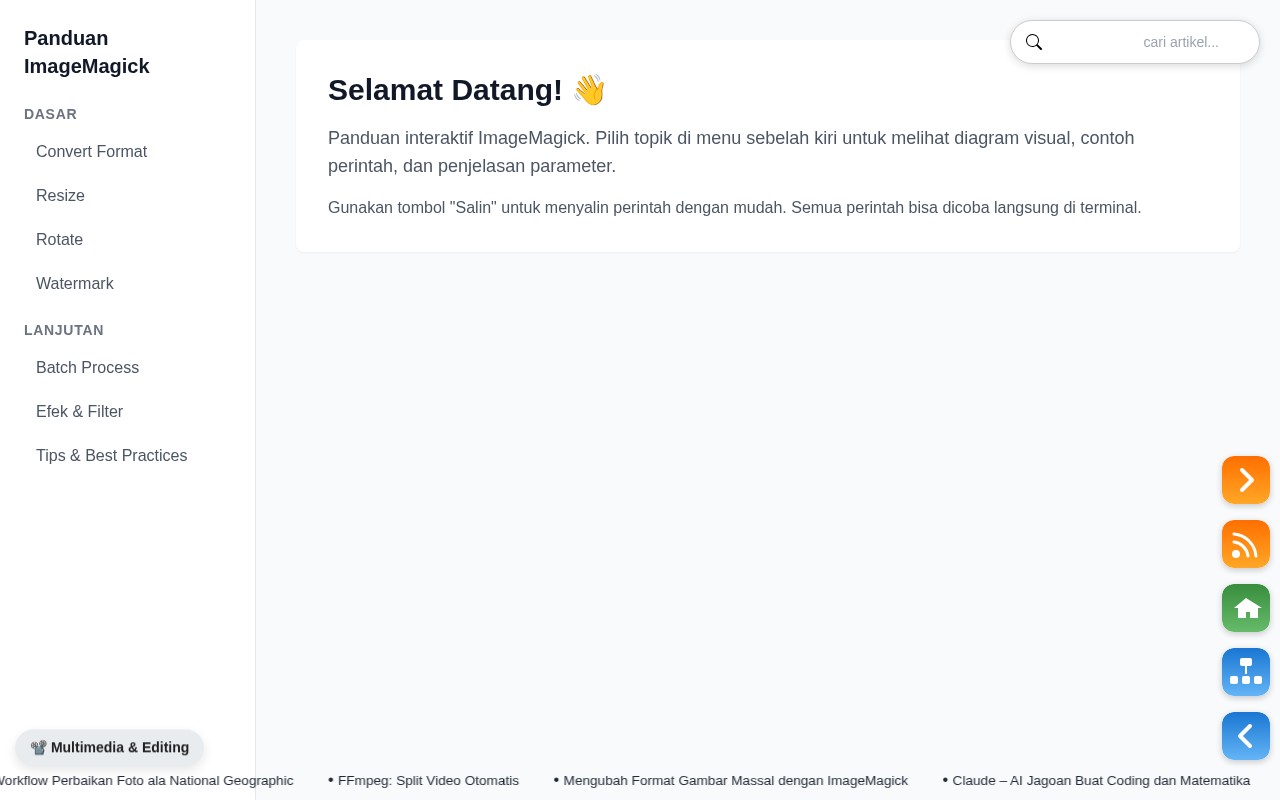 Panduan
ImageMagick
DASAR
Convert Format
Resize
Rotate
Watermark
LANJUTAN
Batch Process
Efek & Filter
Tips & Best Practices
cari artikel...
Selamat Datang! 👋
Panduan interaktif ImageMagick. Pilih topik di menu sebelah kiri untuk melihat diagram visual, contoh
perintah, dan penjelasan parameter.
Gunakan tombol "Salin" untuk menyalin perintah dengan mudah. Semua perintah bisa dicoba langsung di terminal.
📽️ Multimedia & Editing
Workflow Perbaikan Foto ala National Geographic • FFmpeg: Split Video Otomatis • Mengubah Format Gambar Massal dengan ImageMagick • Claude – AI Jagoan Buat Coding dan Matematika